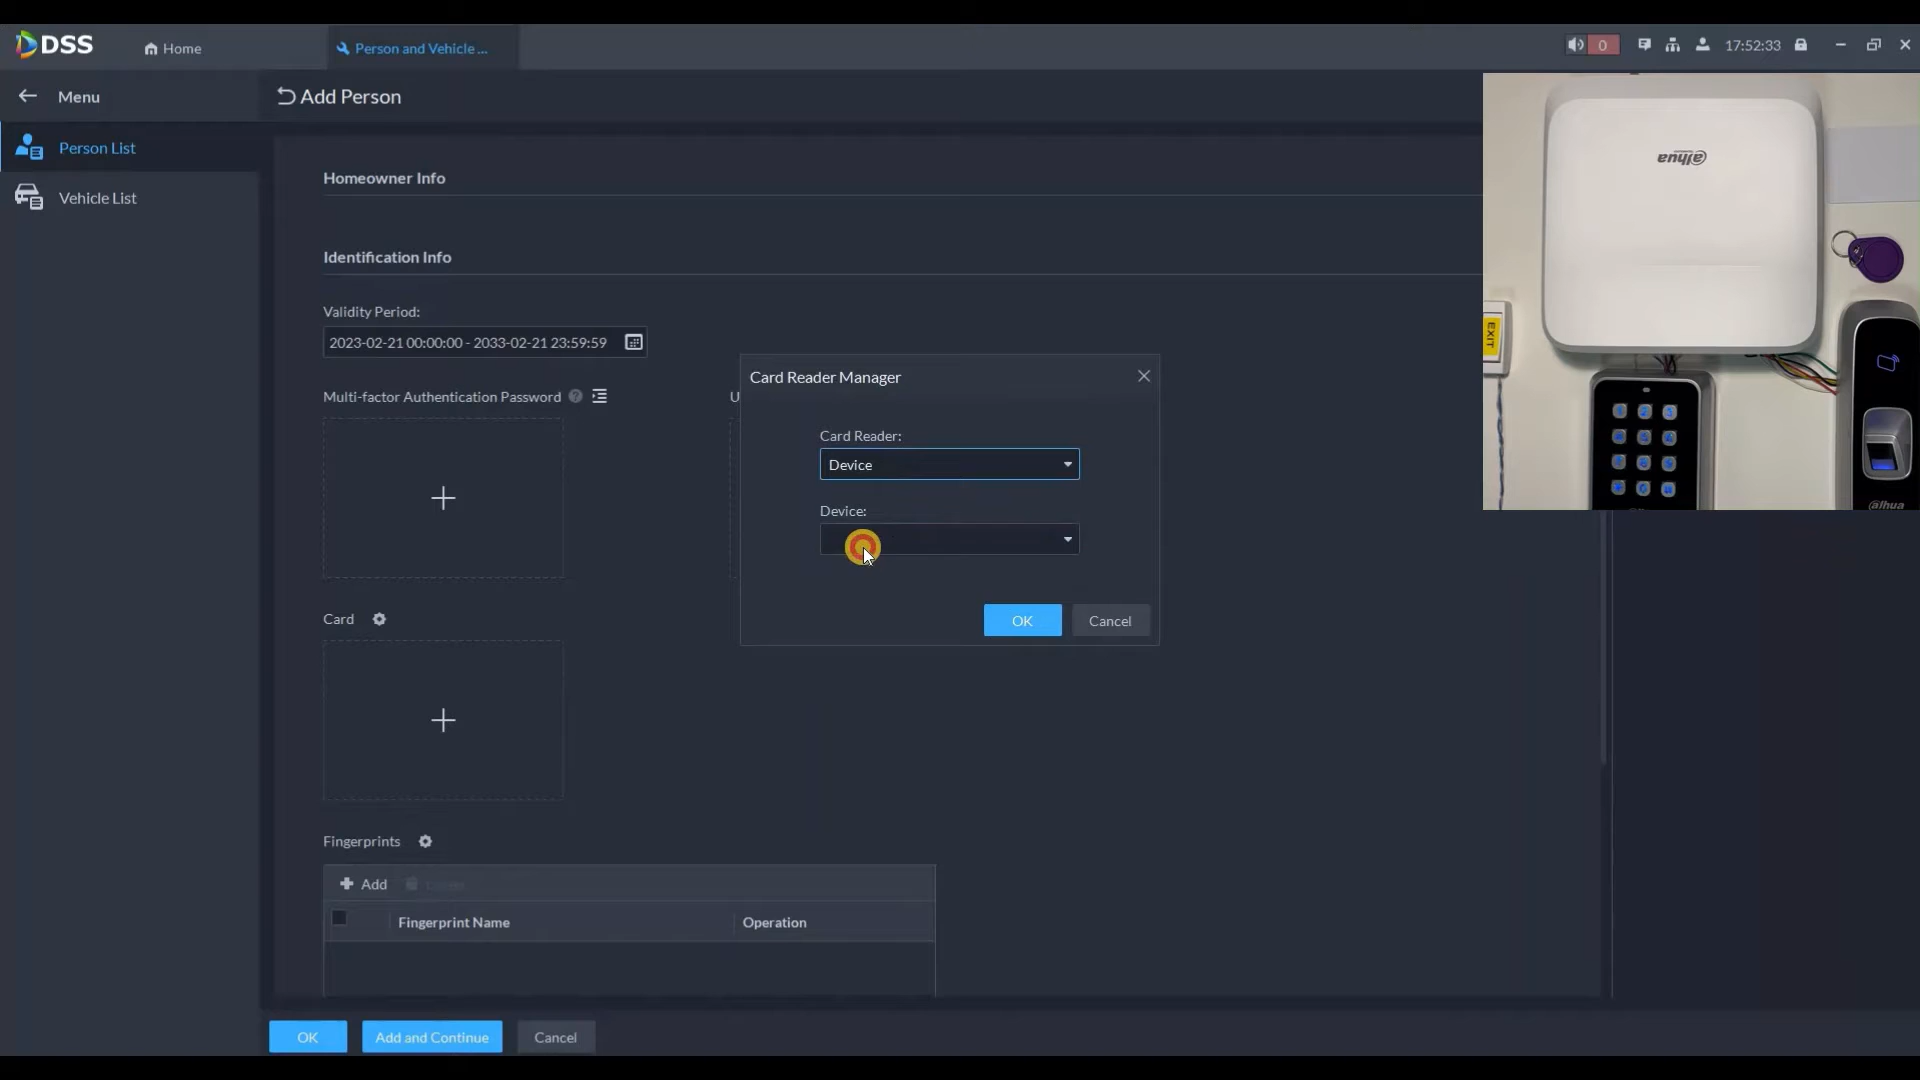 DSS
Home
Person and Vehicle ...
0
17:52:33
Menu
Add Person
Person List
Vehicle List
Homeowner Info
Identification Info
Validity Period:
2023-02-21 00:00:00 - 2033-02-21 23:59:59
Multi-factor Authentication Password
U
Card Reader Manager
Card Reader:
Device
Device:
OK
Cancel
Card
Fingerprints
Add
Fingerprint Name
Operation
OK
Add and Continue
Cancel
alhua
EXIT
alhua